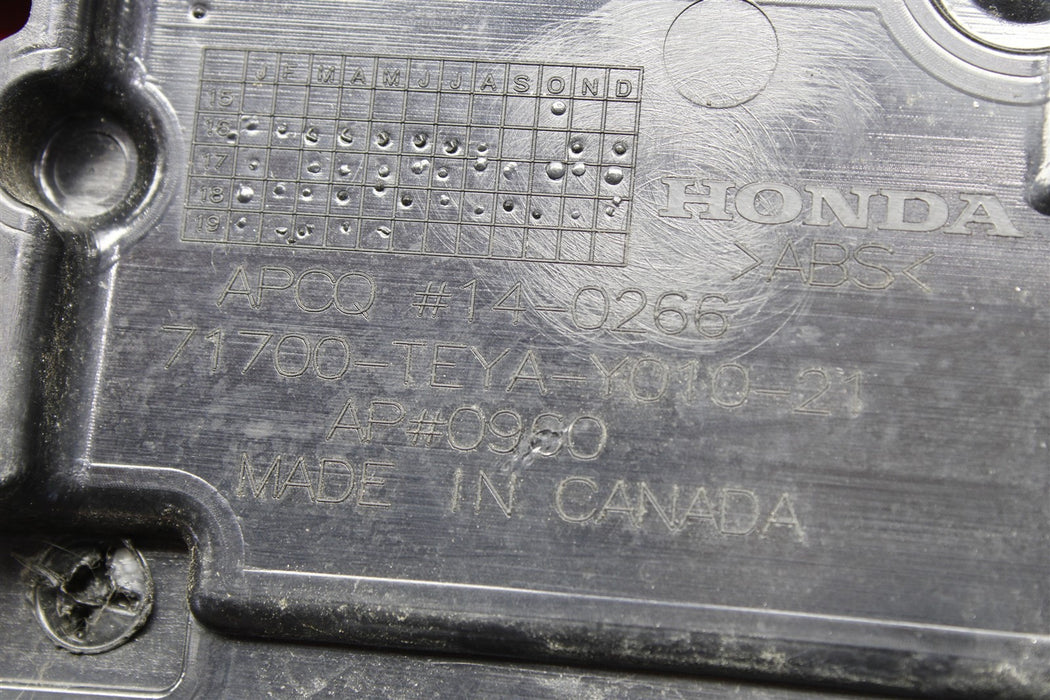 J F M A M J J A S O N D
15
16
17
18
19
HONDA
>ABS<
APCQ #14-0266
71700-TEYA-Y010-21
AP#0960
MADE IN CANADA